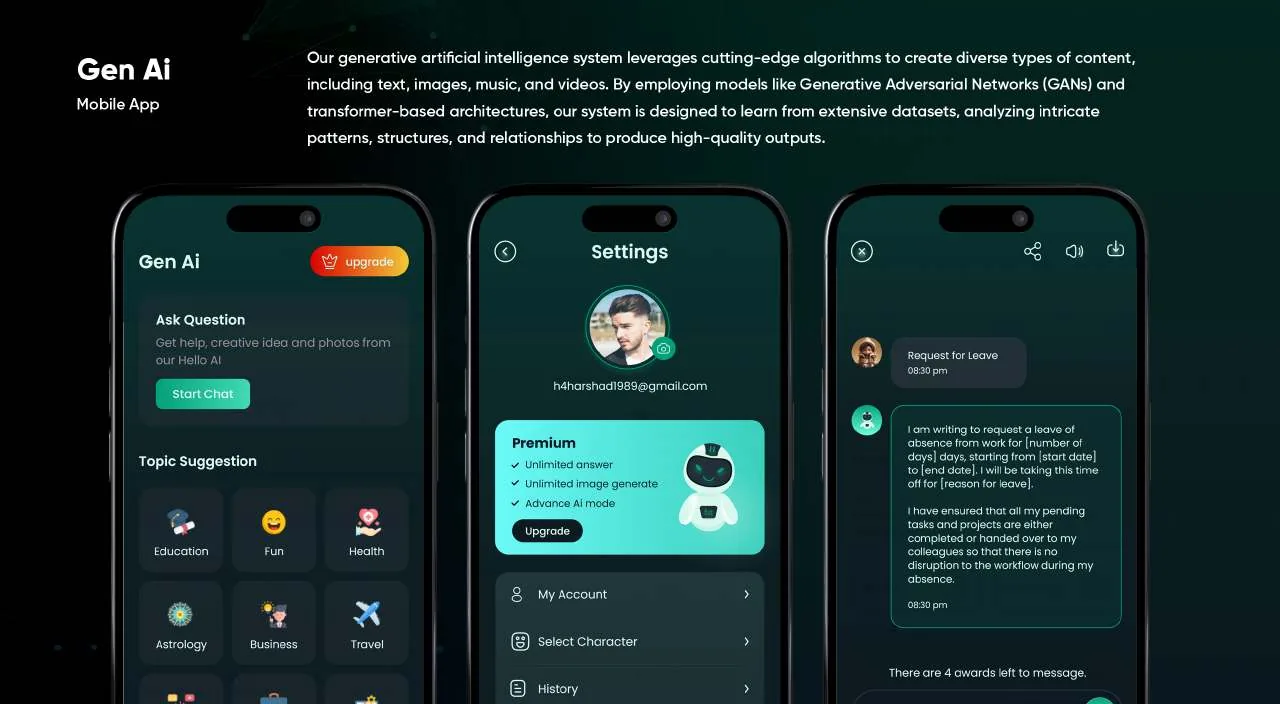 Gen Ai
Mobile App
Our generative artificial intelligence system leverages cutting-edge algorithms to create diverse types of content,
including text, images, music, and videos. By employing models like Generative Adversarial Networks (GANs) and
transformer-based architectures, our system is designed to learn from extensive datasets, analyzing intricate
patterns, structures, and relationships to produce high-quality outputs.
Gen Ai
upgrade
Ask Question
Get help, creative idea and photos from
our Hello AI
Start Chat
Topic Suggestion
Education
Fun
Health
Astrology
Business
Travel
Settings
h4harshad1989@gmail.com
Premium
Unlimited answer
Unlimited image generate
Advance Ai mode
Upgrade
My Account
Select Character
History
Request for Leave
08:30 pm
I am writing to request a leave of
absence from work for [number of
days] days, starting from [start date]
to [end date]. I will be taking this time
off for [reason for leave].
I have ensured that all my pending
tasks and projects are either
completed or handed over to my
colleagues so that there is no
disruption to the workflow during my
absence.
08:30 pm
There are 4 awards left to message.